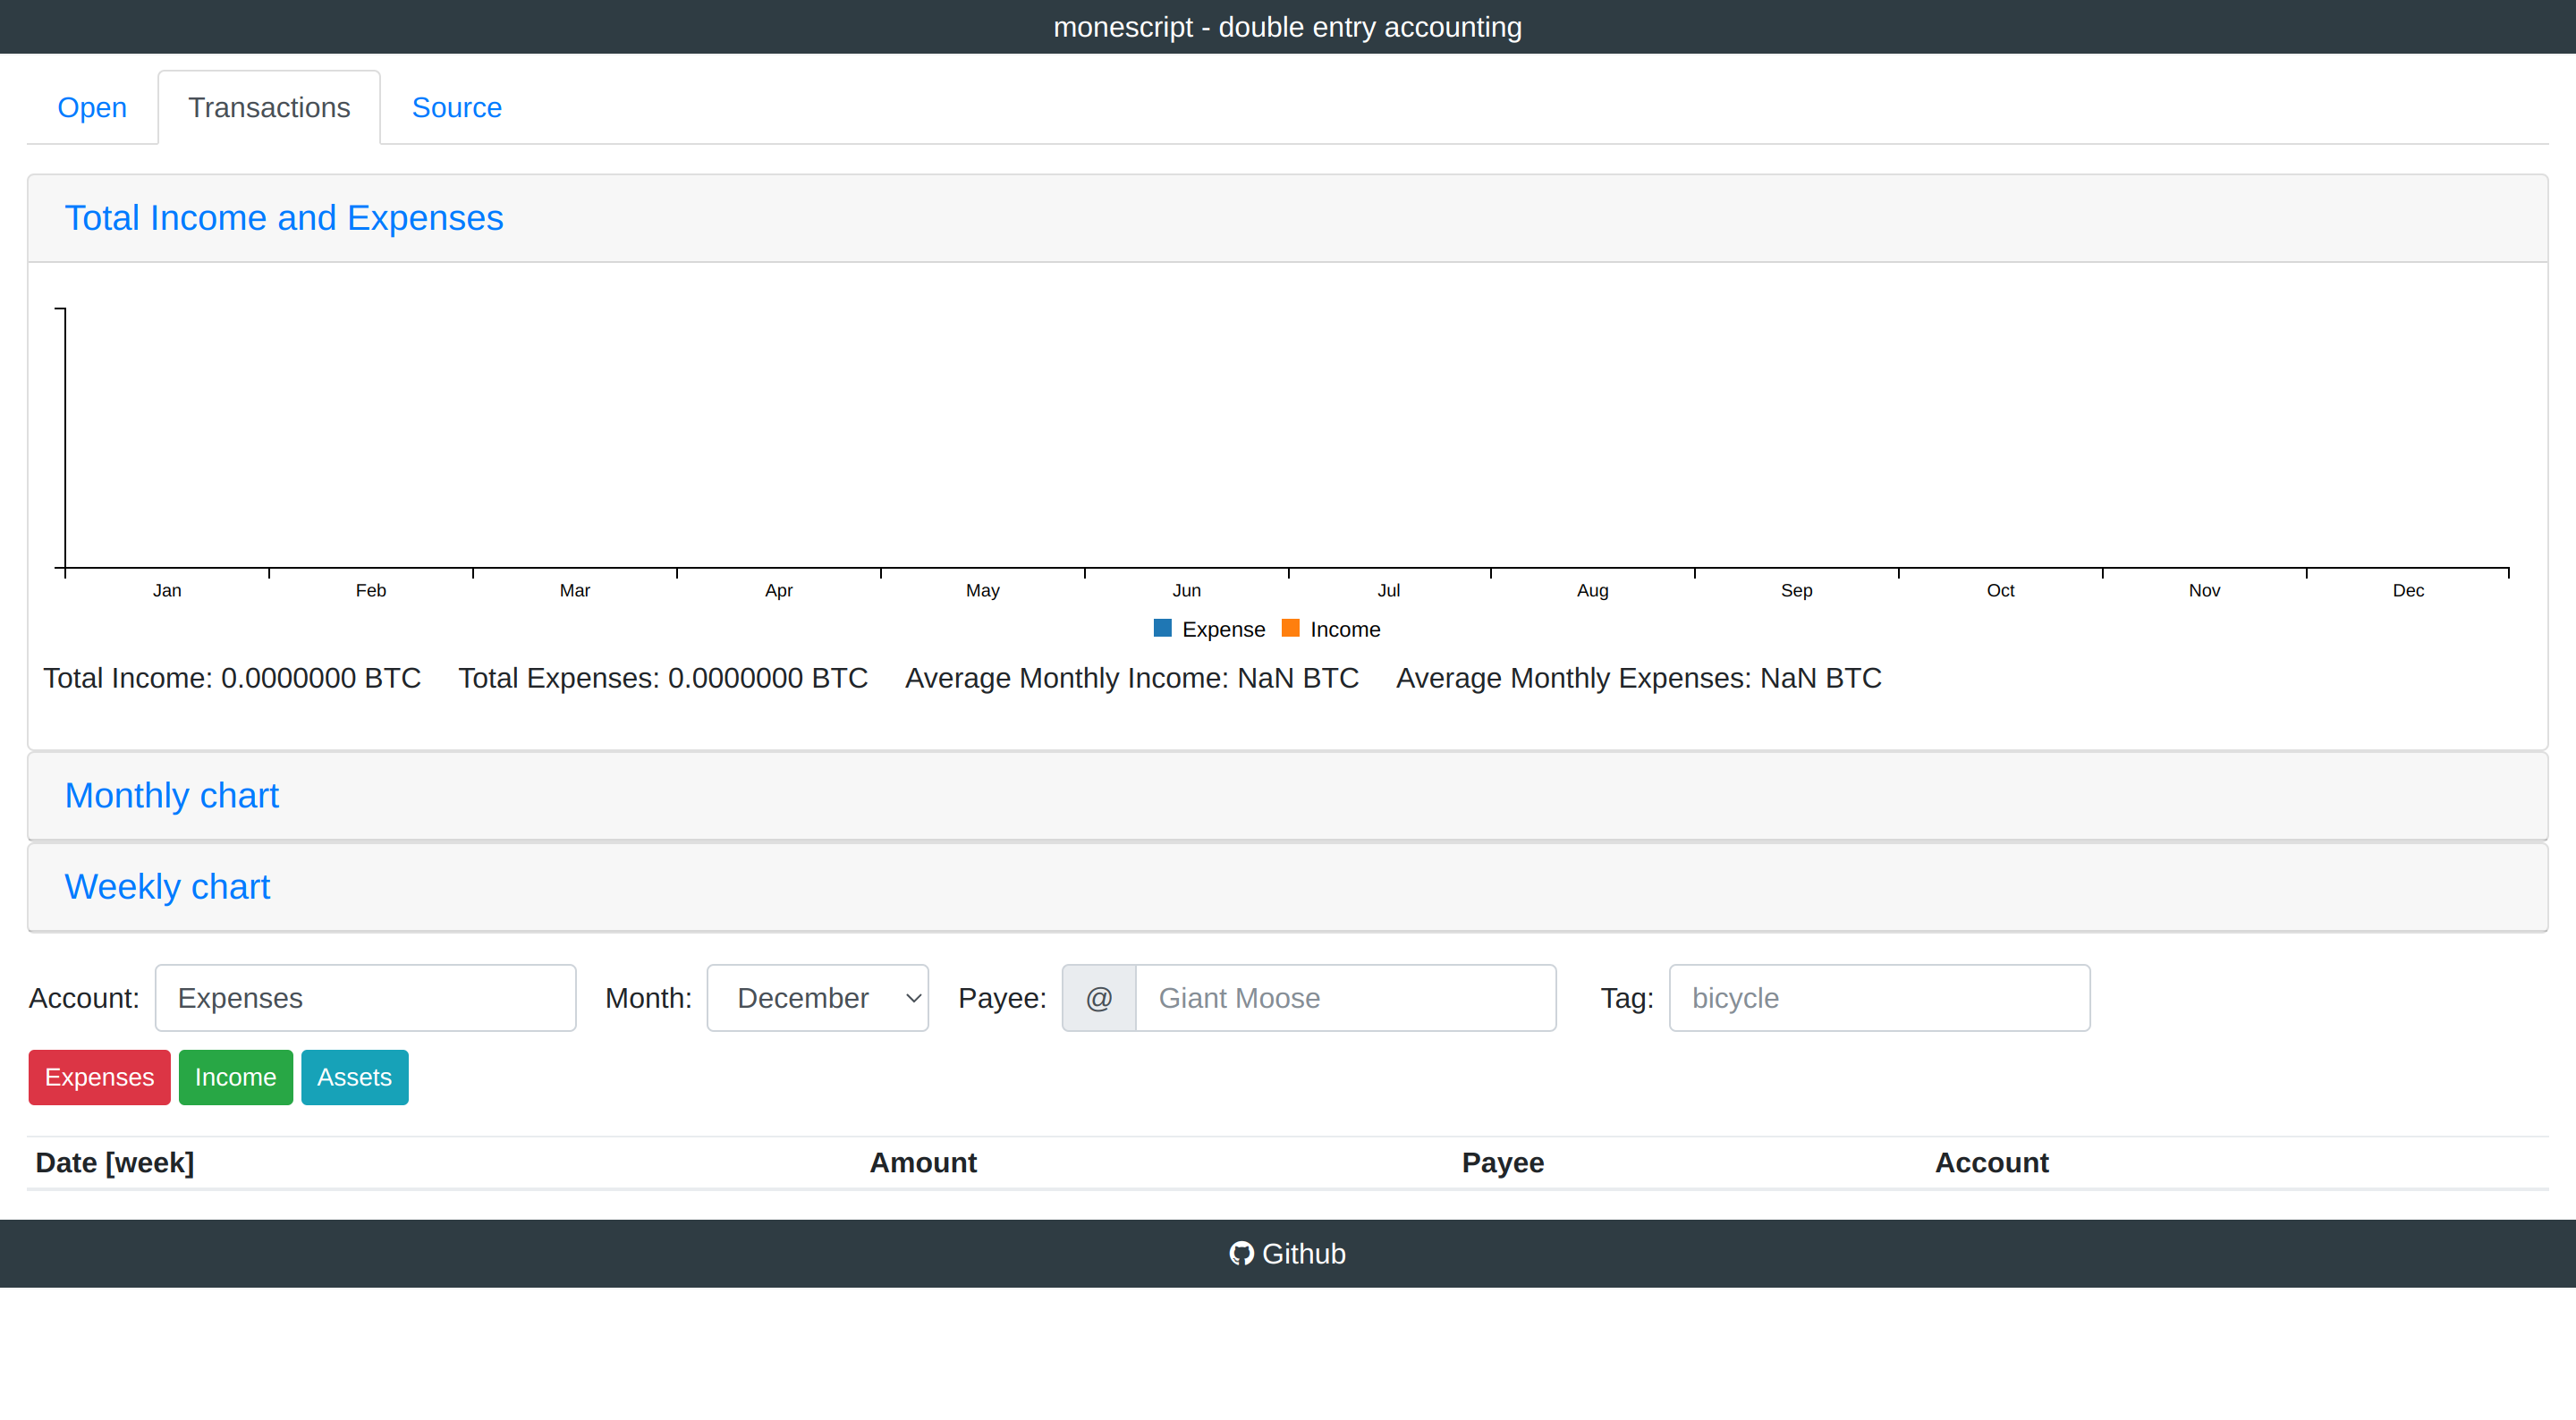 monescript - double entry accounting
Open Transactions Source
Total Income and Expenses
Jan Feb Mar Apr May Jun Jul Aug Sep Oct Nov Dec
Expense Income
Total Income: 0.0000000 BTC Total Expenses: 0.0000000 BTC Average Monthly Income: NaN BTC Average Monthly Expenses: NaN BTC
Monthly chart
Weekly chart
Account: Expenses Month: December Payee: @ Giant Moose Tag: bicycle
Expenses Income Assets
Date [week] Amount Payee Account
Github